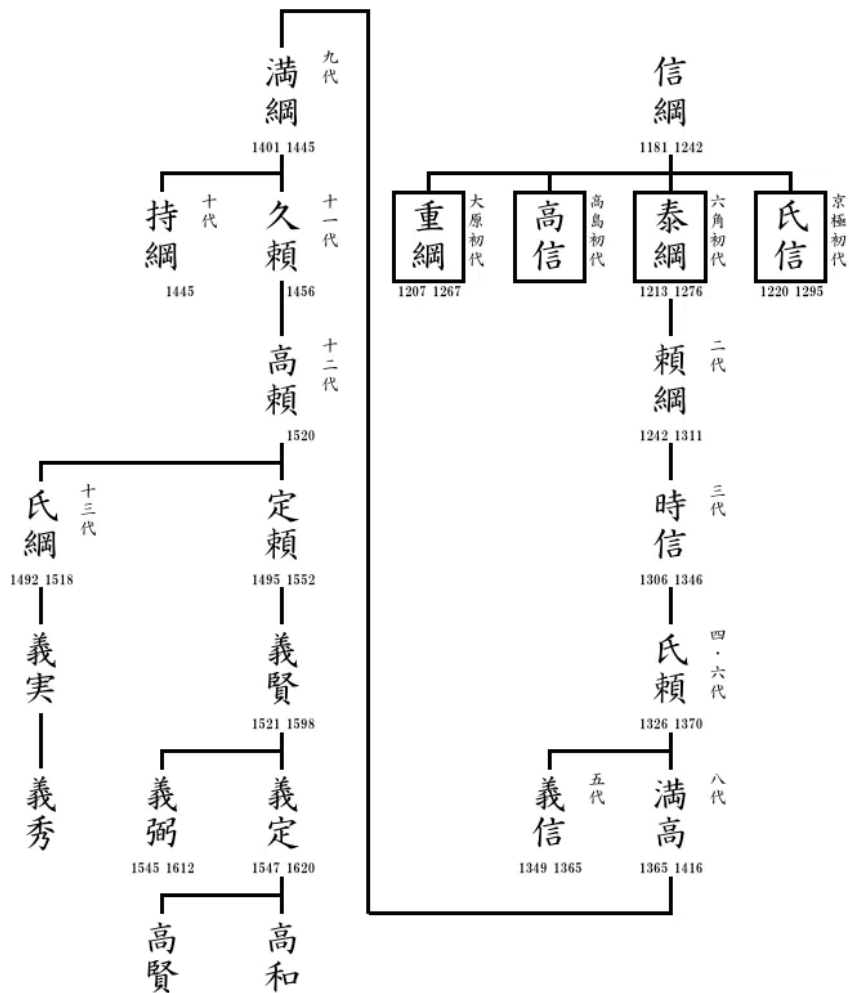 信綱
1181 1242
京極初代
氏信
1220 1295
六角初代
泰綱
1213 1276
高島初代
高信
大原初代
重綱
1207 1267
二代
頼綱
1242 1311
三代
時信
1306 1346
四・六代
氏頼
1326 1370
八代
満高
1365 1416
五代
義信
1349 1365
九代
満綱
1401 1445
十一代
久頼
1456
十代
持綱
1445
十二代
高頼
1520
定頼
1495 1552
十三代
氏綱
1492 1518
義賢
1521 1598
義実
義定
1547 1620
義弼
1545 1612
義秀
高和
高賢